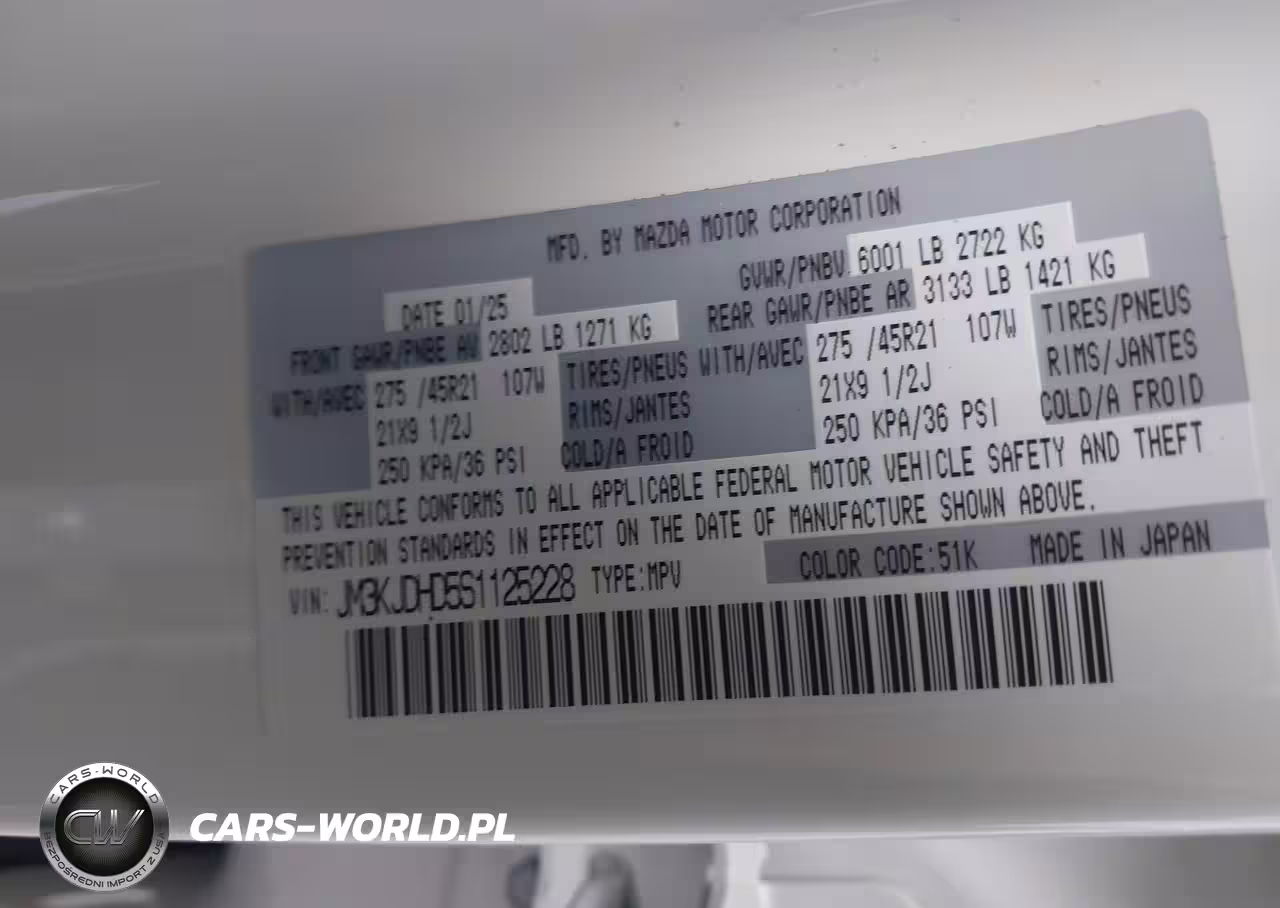 MFD. BY MAZDA MOTOR CORPORATION
DATE 01/25 GVWR/PNBV 6001 LB 2722 KG
FRONT GAWR/PNBE AV 2802 LB 1271 KG REAR GAWR/PNBE AR 3133 LB 1421 KG
WITH/AVEC 275 /45R21 107W TIRES/PNEUS WITH/AVEC 275 /45R21 107W TIRES/PNEUS
21X9 1/2J RIMS/JANTES 21X9 1/2J RIMS/JANTES
250 KPA/36 PSI COLD/A FROID 250 KPA/36 PSI COLD/A FROID
THIS VEHICLE CONFORMS TO ALL APPLICABLE FEDERAL MOTOR VEHICLE SAFETY AND THEFT
PREVENTION STANDARDS IN EFFECT ON THE DATE OF MANUFACTURE SHOWN ABOVE.
VIN: JM3KJDHD5S1125228 TYPE:MPV COLOR CODE:51K MADE IN JAPAN
CARS-WORLD
CW
BEZPOŚREDNI IMPORT Z USA
CARS-WORLD.PL